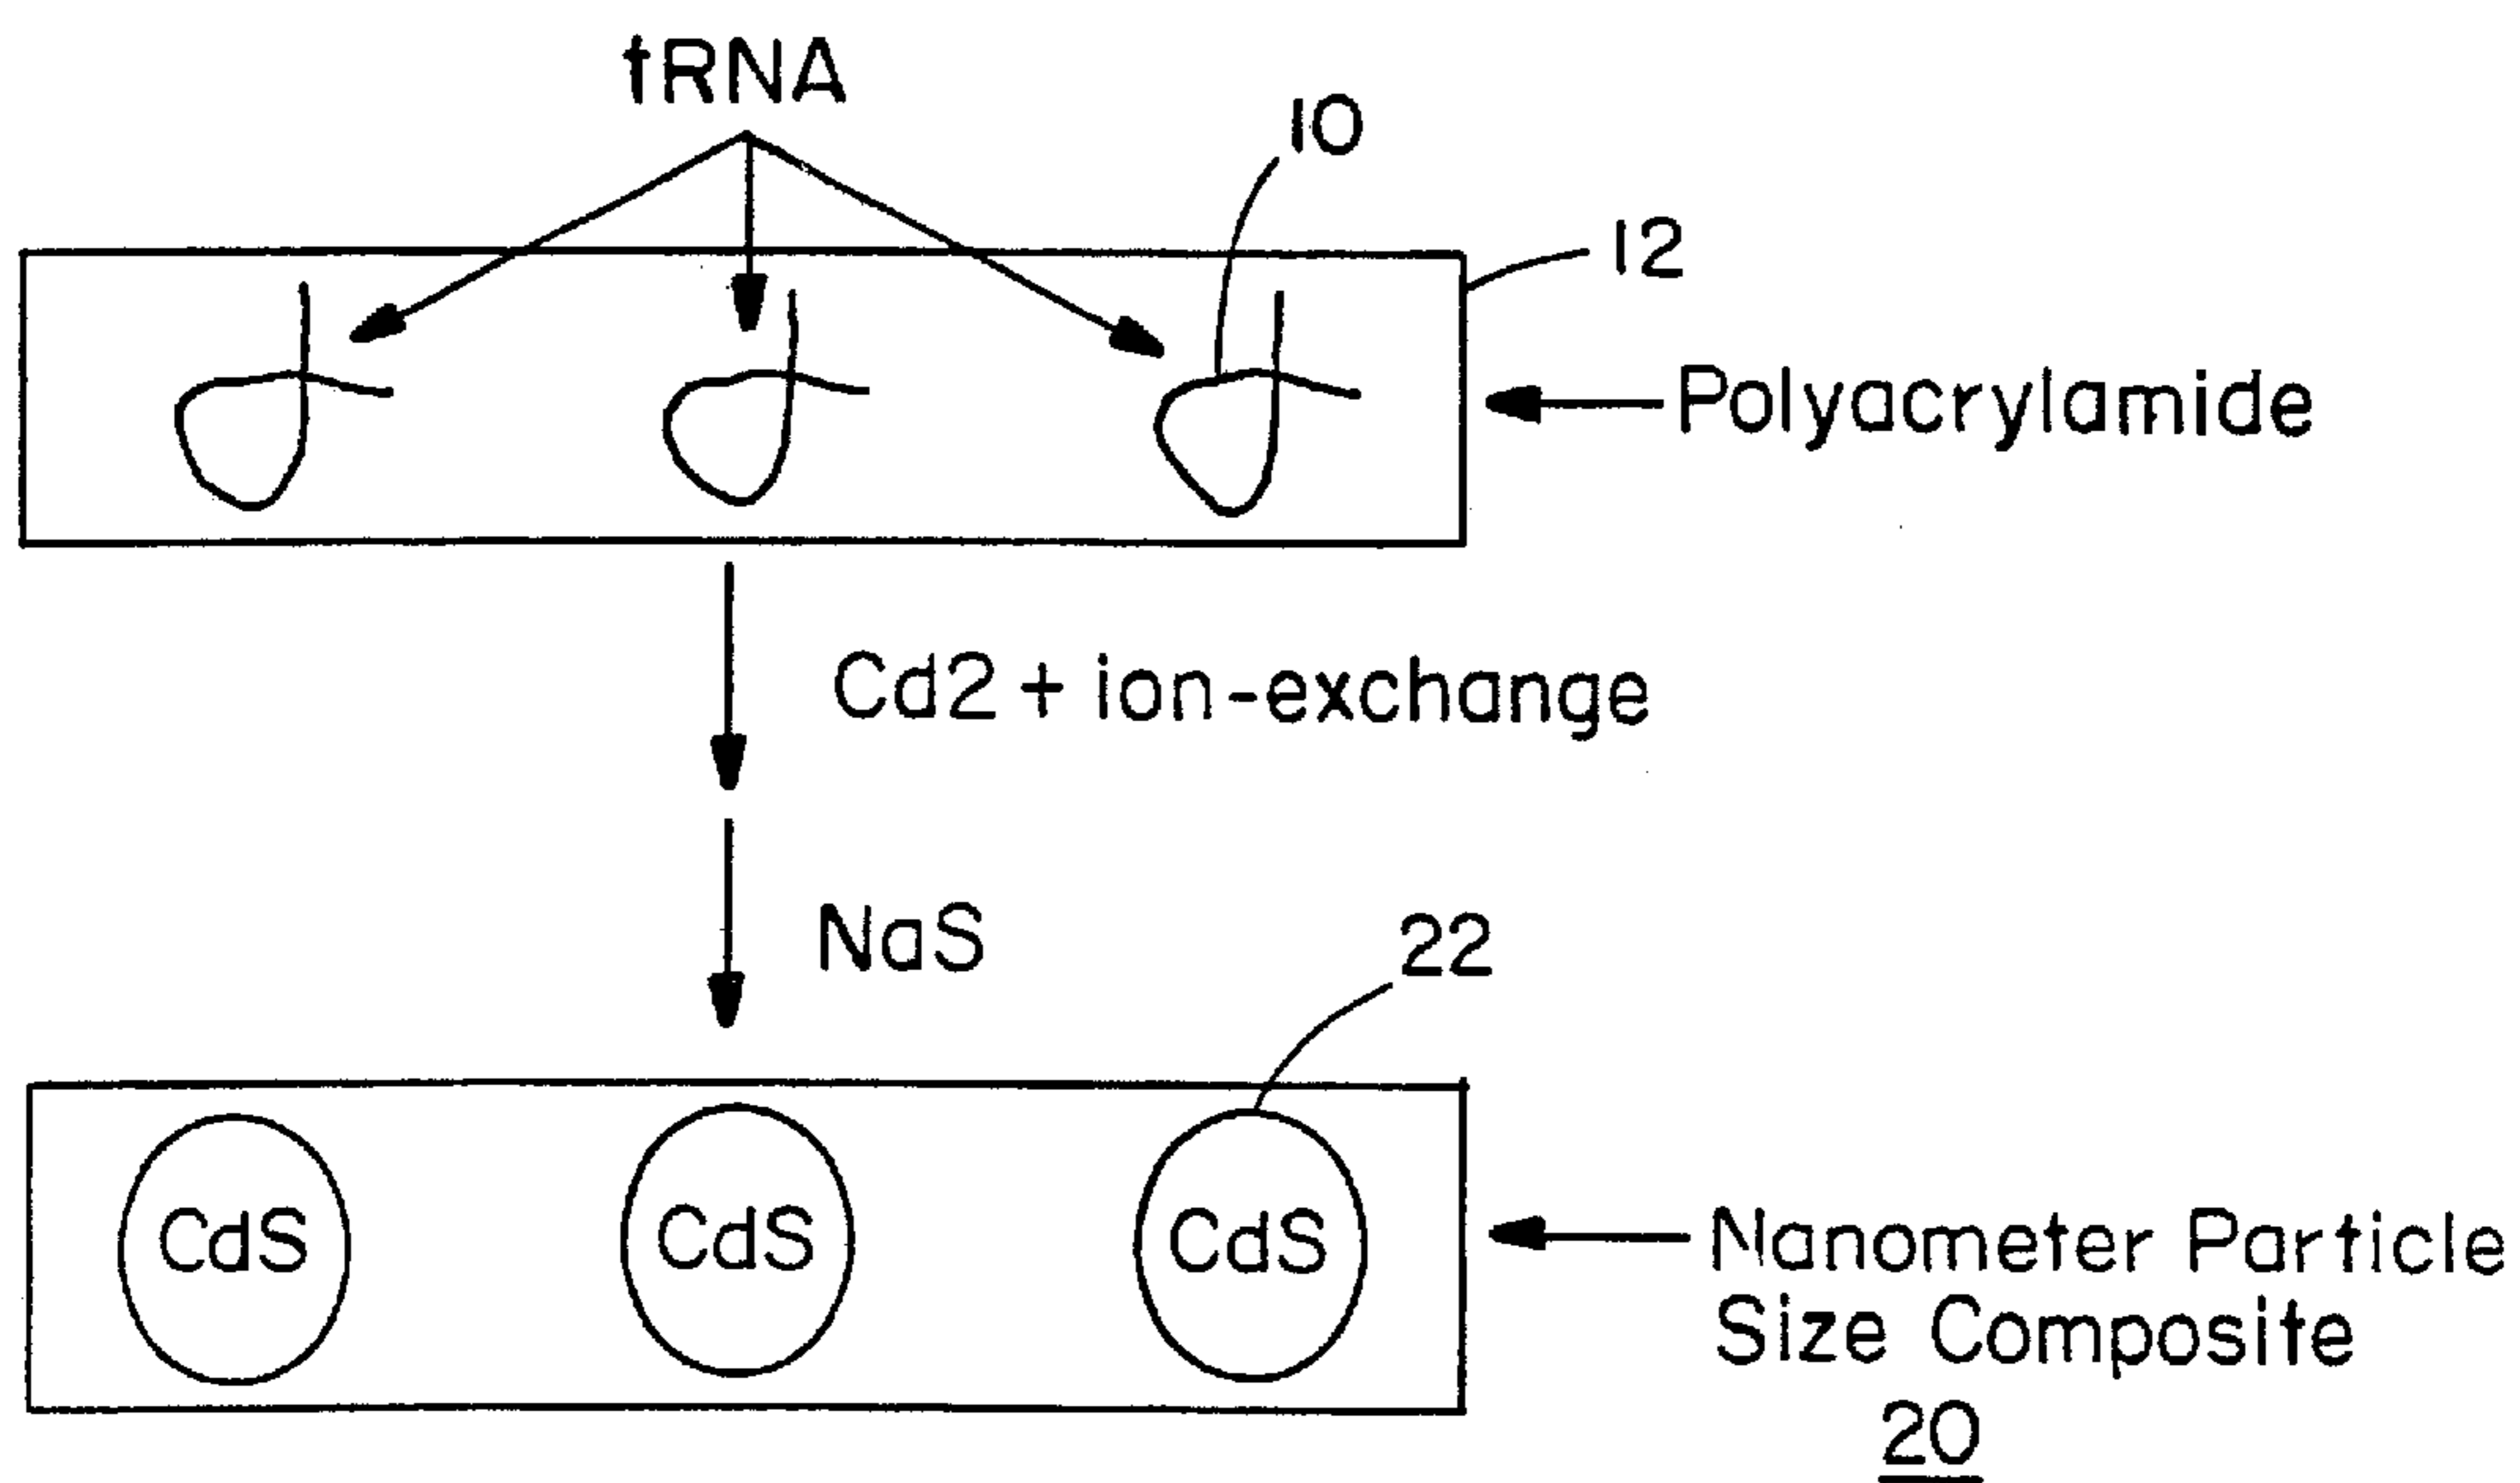 tRNA
10
12
Polyacrylamide
Cd2+ ion-exchange
NaS
22
CdS CdS CdS
Nanometer Particle
Size Composite
20